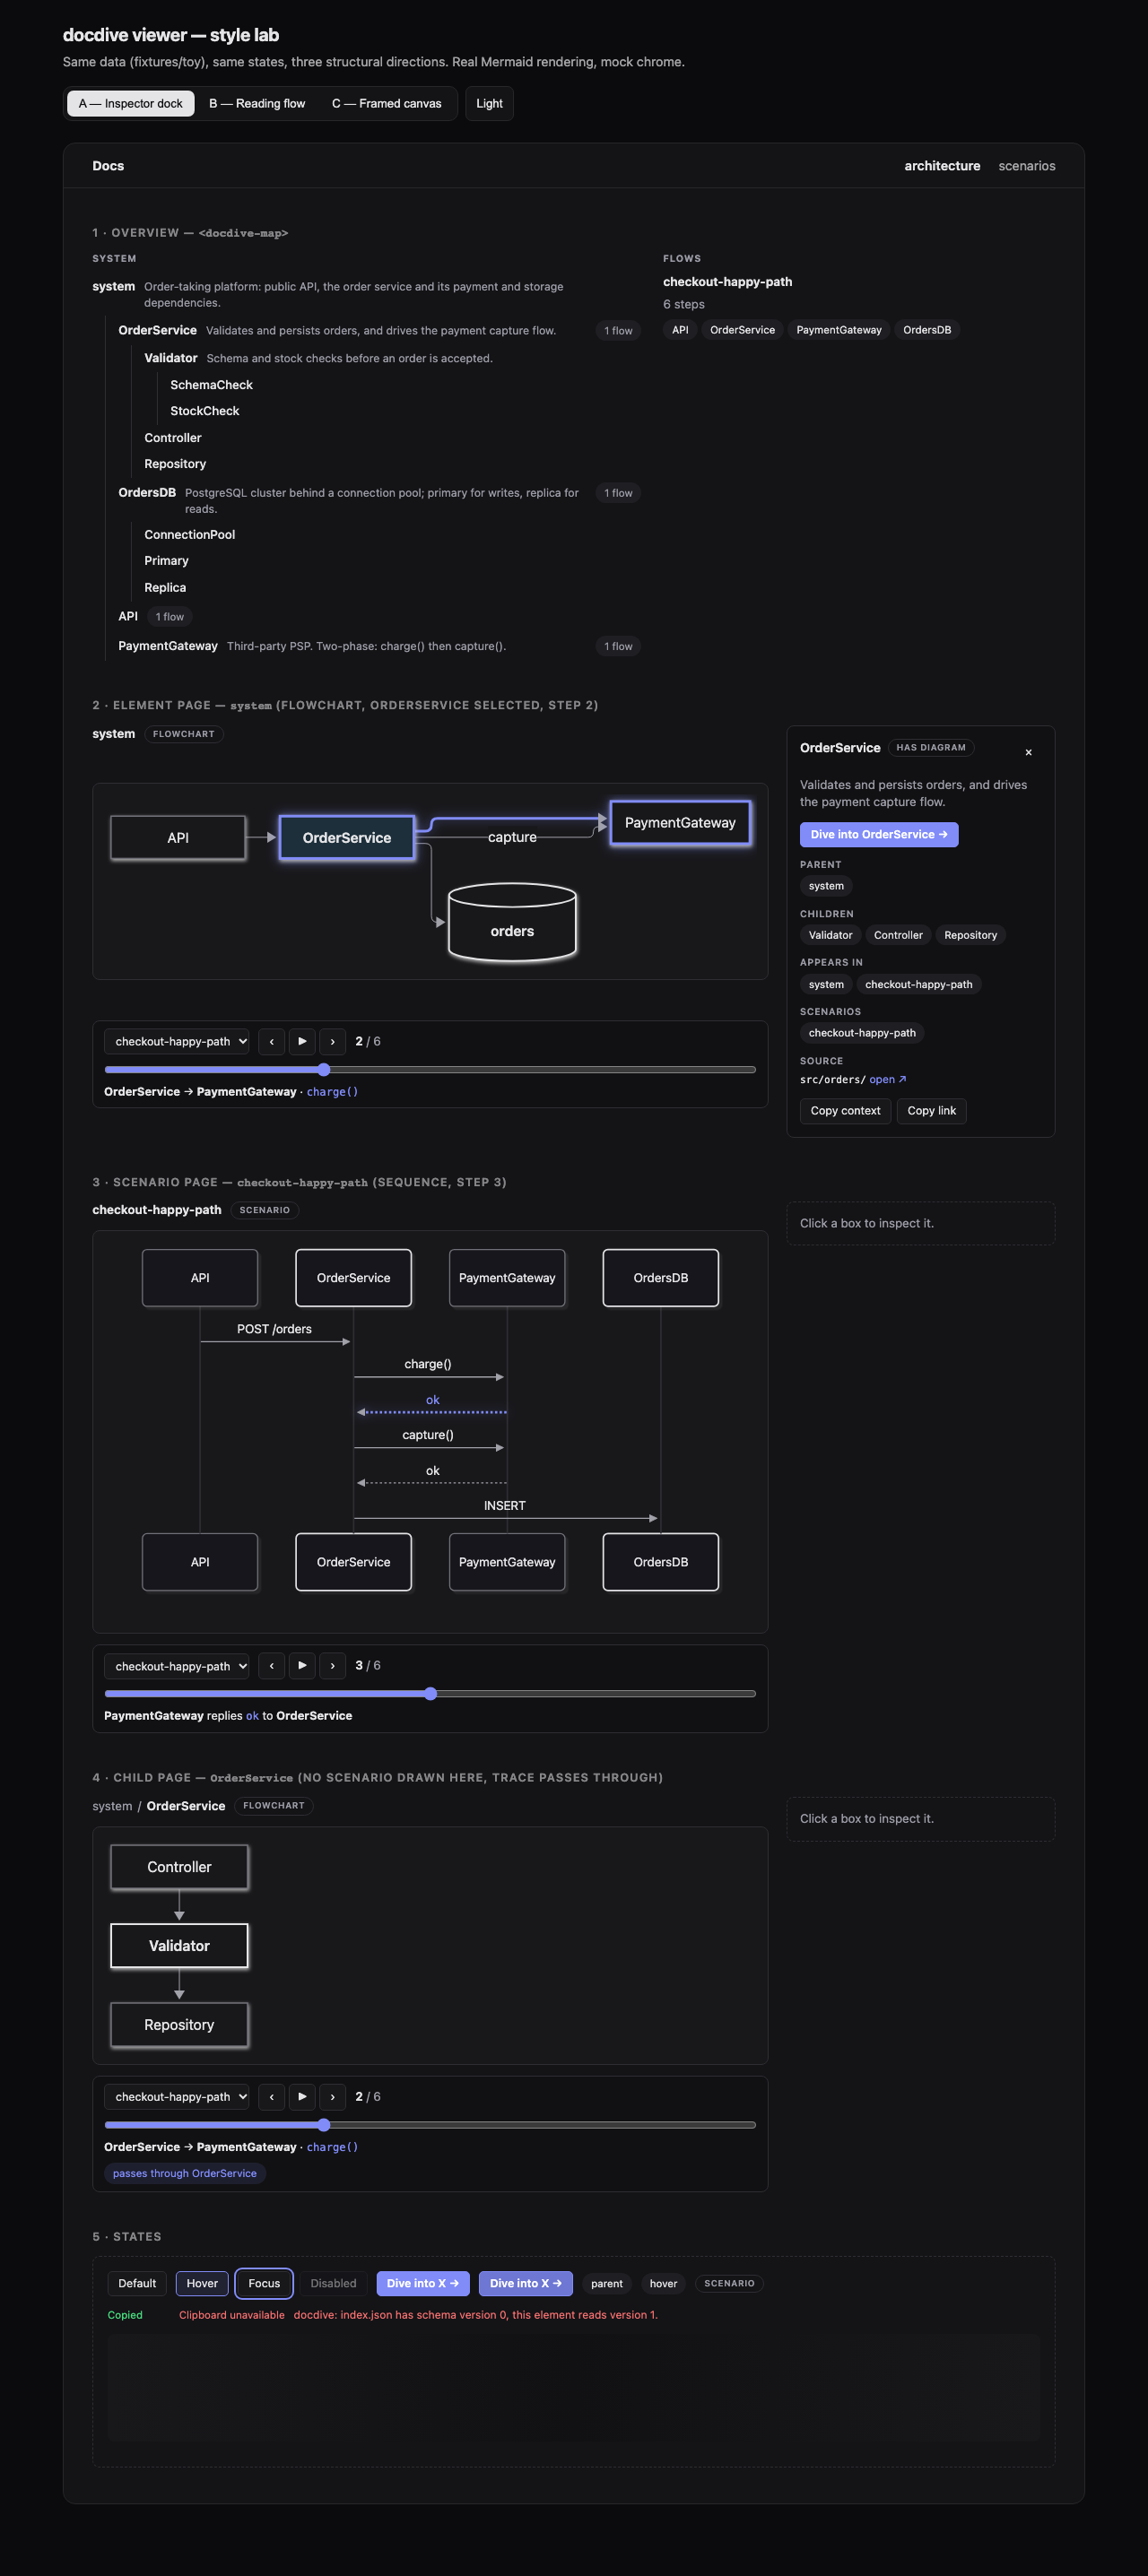 docdive viewer — style lab
Same data (fixtures/toy), same states, three structural directions. Real Mermaid rendering, mock chrome.
A — Inspector dock
B — Reading flow
C — Framed canvas
Light
Docs
architecture
scenarios
1 · OVERVIEW — <docdive-map>
SYSTEM
system Order-taking platform: public API, the order service and its payment and storage
dependencies.
OrderService Validates and persists orders, and drives the payment capture flow. 1 flow
Validator Schema and stock checks before an order is accepted.
SchemaCheck
StockCheck
Controller
Repository
OrdersDB PostgreSQL cluster behind a connection pool; primary for writes, replica for
reads.
1 flow
ConnectionPool
Primary
Replica
API 1 flow
PaymentGateway Third-party PSP. Two-phase: charge() then capture(). 1 flow
FLOWS
checkout-happy-path
6 steps
API OrderService PaymentGateway OrdersDB
2 · ELEMENT PAGE — system (FLOWCHART, ORDERSERVICE SELECTED, STEP 2)
system FLOWCHART
API
OrderService
capture
PaymentGateway
orders
checkout-happy-path ‹ › 2 / 6
OrderService → PaymentGateway · charge()
OrderService HAS DIAGRAM ×
Validates and persists orders, and drives
the payment capture flow.
Dive into OrderService →
PARENT
system
CHILDREN
Validator Controller Repository
APPEARS IN
system checkout-happy-path
SCENARIOS
checkout-happy-path
SOURCE
src/orders/ open ↗
Copy context Copy link
3 · SCENARIO PAGE — checkout-happy-path (SEQUENCE, STEP 3)
checkout-happy-path SCENARIO
Click a box to inspect it.
API OrderService PaymentGateway OrdersDB
POST /orders
charge()
ok
capture()
ok
INSERT
API OrderService PaymentGateway OrdersDB
checkout-happy-path ‹ › 3 / 6
PaymentGateway replies ok to OrderService
4 · CHILD PAGE — OrderService (NO SCENARIO DRAWN HERE, TRACE PASSES THROUGH)
system / OrderService FLOWCHART
Click a box to inspect it.
Controller
Validator
Repository
checkout-happy-path ‹ › 2 / 6
OrderService → PaymentGateway · charge()
passes through OrderService
5 · STATES
Default Hover Focus Disabled Dive into X → Dive into X → parent hover SCENARIO
Copied Clipboard unavailable docdive: index.json has schema version 0, this element reads version 1.